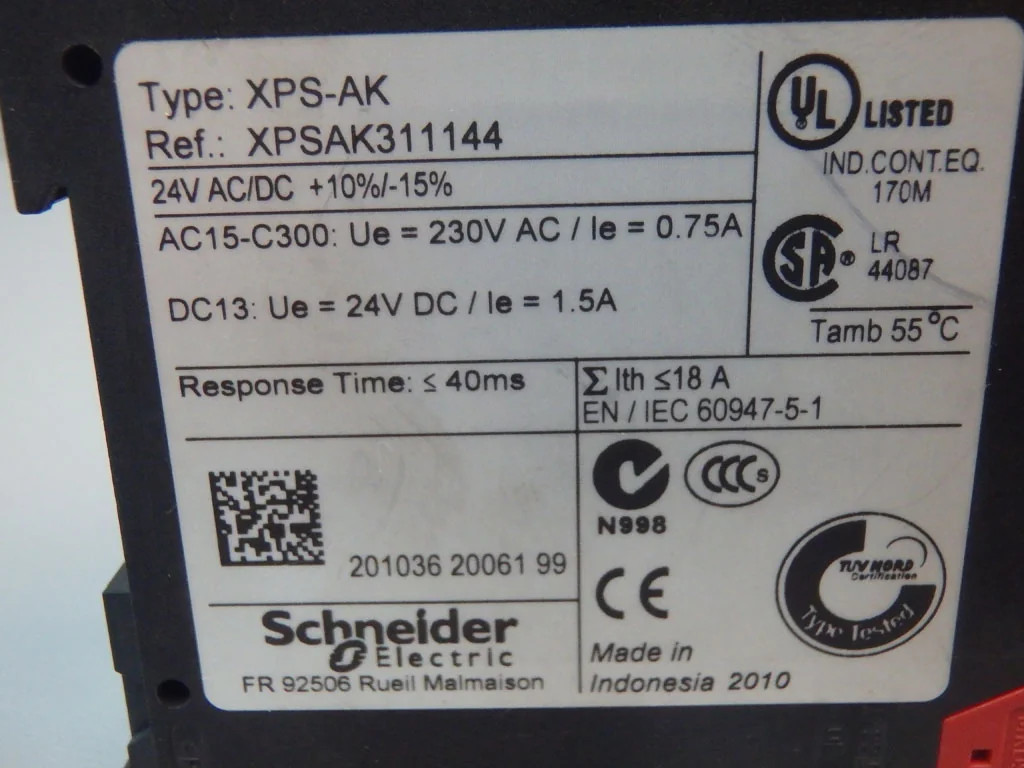 Type: XPS-AK
Ref.: XPSAK311144
24V AC/DC +10%/-15%
AC15-C300: Ue = 230V AC / Ie = 0.75A
DC13: Ue = 24V DC / Ie = 1.5A
UL ® LISTED
IND.CONT.EQ.
170M
SA ® LR
44087
Tamb 55°C
Response Time: ≤ 40ms
Σ Ith ≤18 A
EN / IEC 60947-5-1
N998
CCC S
201036 20061 99
CE
TUV NORD
Certification
Type Tested
Schneider
Electric
FR 92506 Rueil Malmaison
Made in
Indonesia 2010